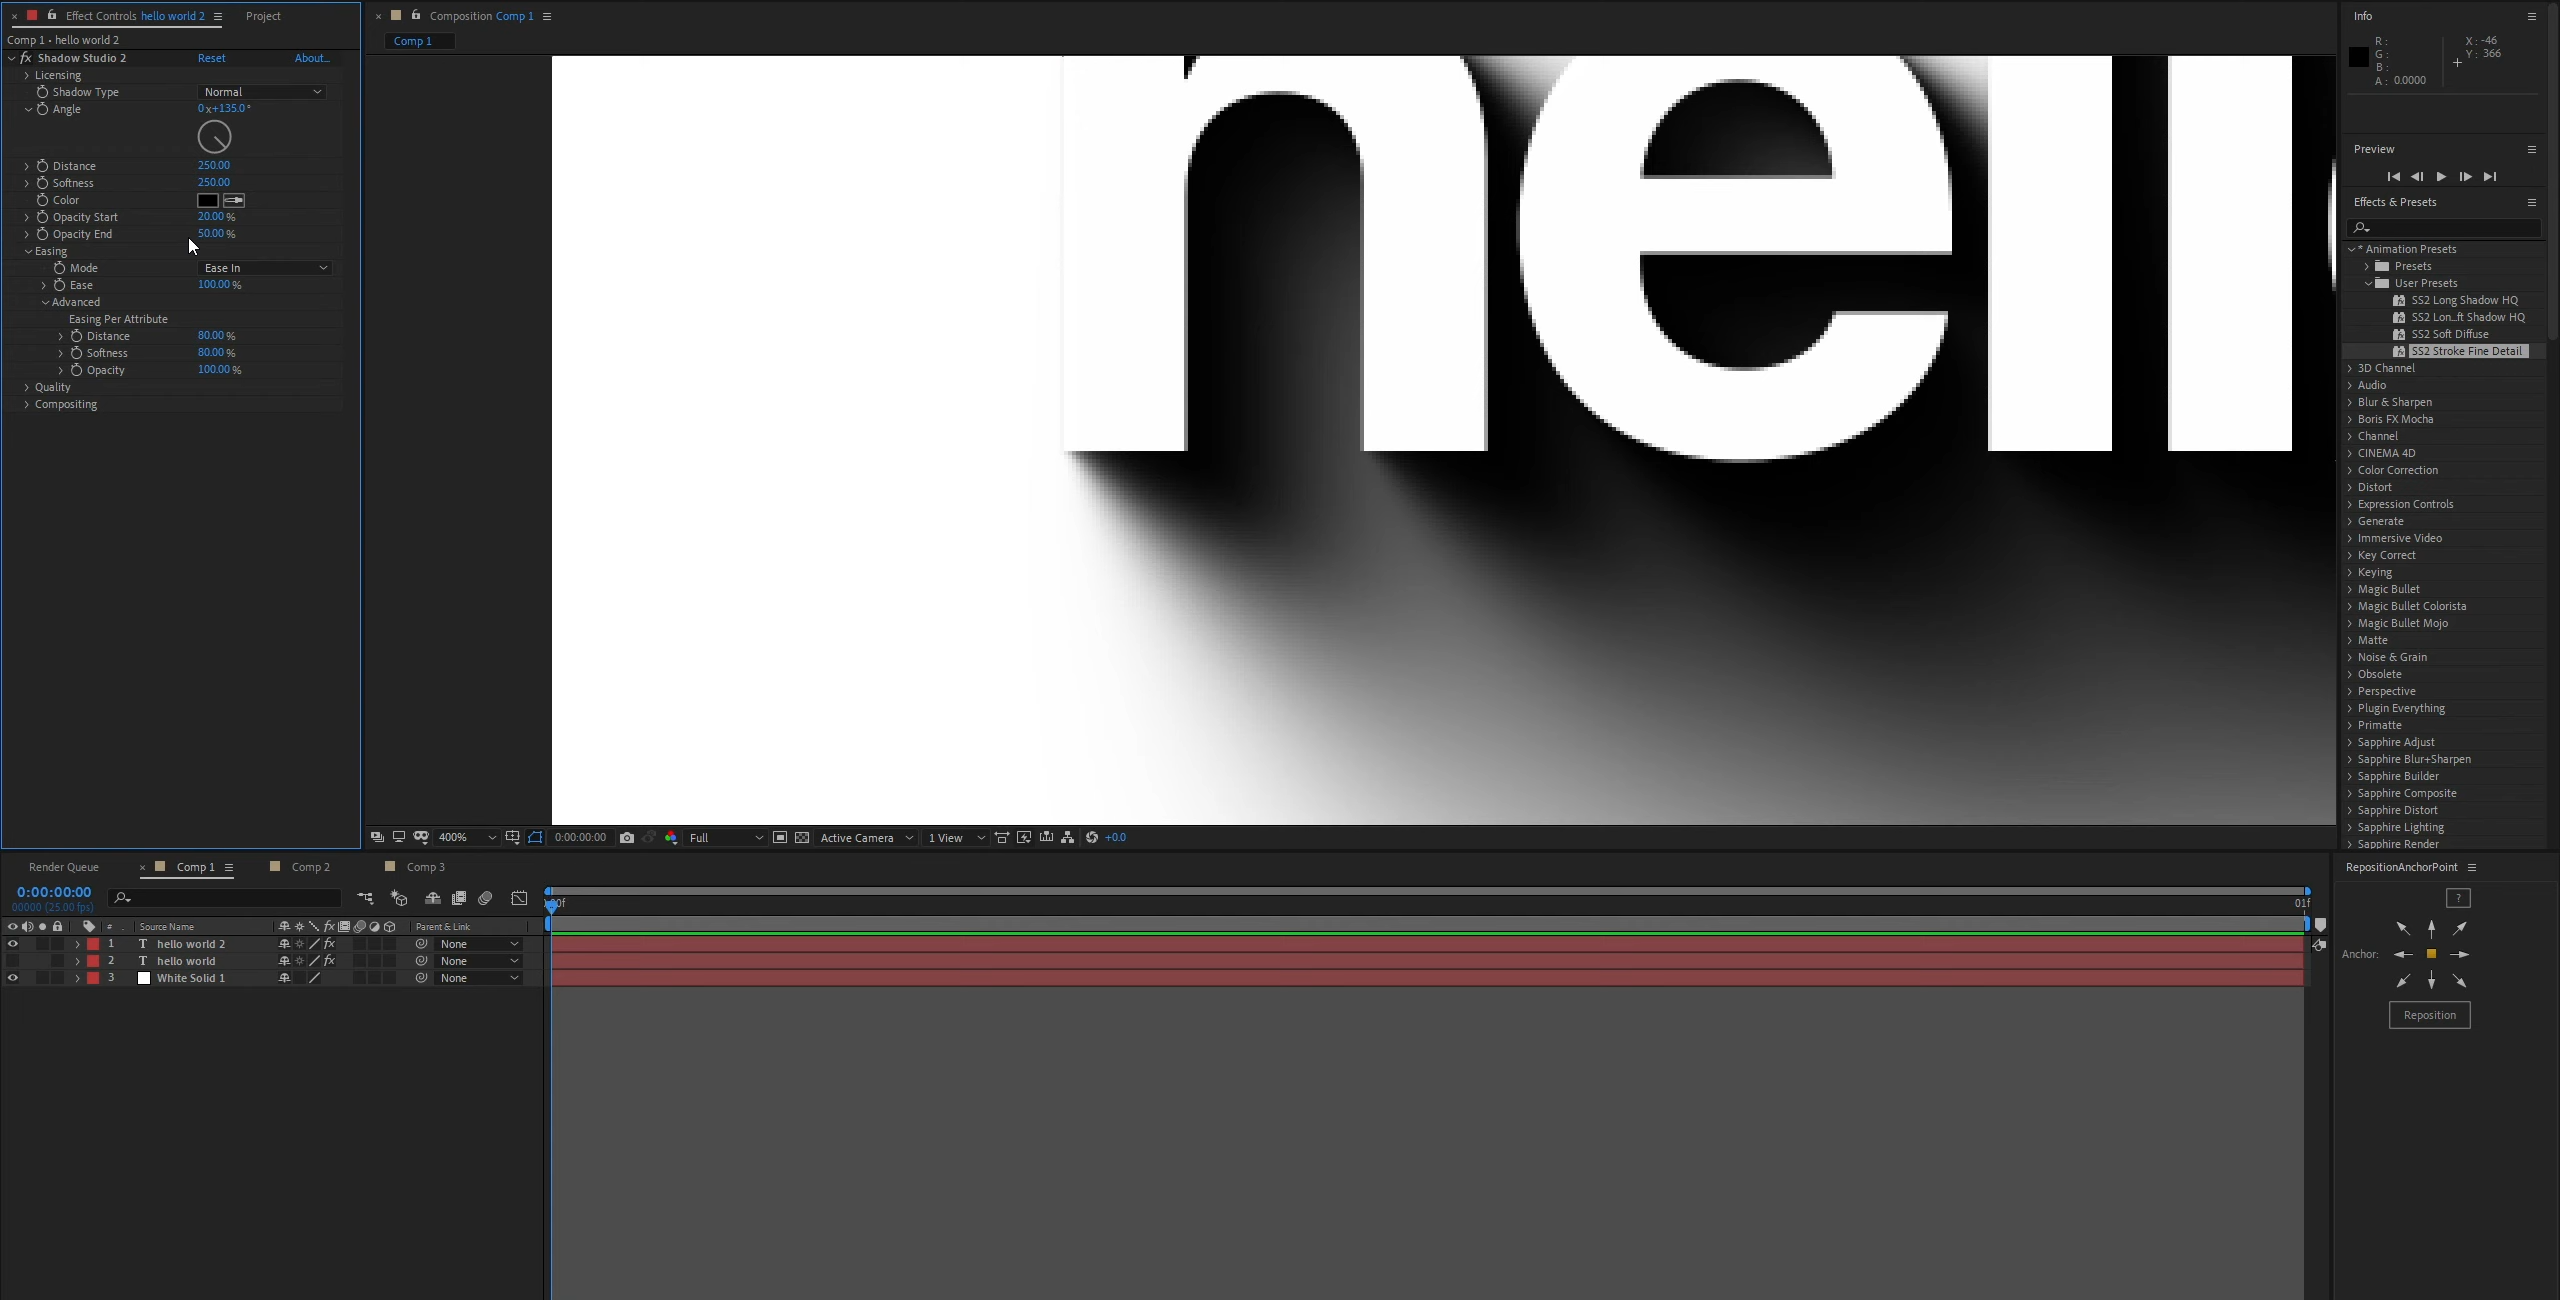 Effect Controls hello world 2
Project
Comp 1 • hello world 2
fx Shadow Studio 2 Reset About...
Licensing
Shadow Type Normal
Angle 0x+135.0°
Distance 250.00
Softness 250.00
Color
Opacity Start 20.00 %
Opacity End 50.00 %
Easing
Mode Ease In
Ease 100.00 %
Advanced
Easing Per Attribute
Distance 80.00 %
Softness 80.00 %
Opacity 100.00 %
Quality
Compositing
Composition Comp 1
Comp 1
hell
400% 0:00:00:00 Full Active Camera 1 View +0.0
Info
R :
G :
B :
A : 0.0000
X : -46
Y : 366
Preview
Effects & Presets
* Animation Presets
Presets
User Presets
SS2 Long Shadow HQ
SS2 Lon...ft Shadow HQ
SS2 Soft Diffuse
SS2 Stroke Fine Detail
3D Channel
Audio
Blur & Sharpen
Boris FX Mocha
Channel
CINEMA 4D
Color Correction
Distort
Expression Controls
Generate
Immersive Video
Key Correct
Keying
Magic Bullet
Magic Bullet Colorista
Magic Bullet Mojo
Matte
Noise & Grain
Obsolete
Perspective
Plugin Everything
Primatte
Sapphire Adjust
Sapphire Blur+Sharpen
Sapphire Builder
Sapphire Composite
Sapphire Distort
Sapphire Lighting
Sapphire Render
Render Queue Comp 1 Comp 2 Comp 3
0:00:00:00
00000 (25.00 fps)
# Source Name fx Parent & Link
1 T hello world 2 fx None
2 T hello world fx None
3 White Solid 1 None
01f
RepositionAnchorPoint
?
Anchor:
Reposition